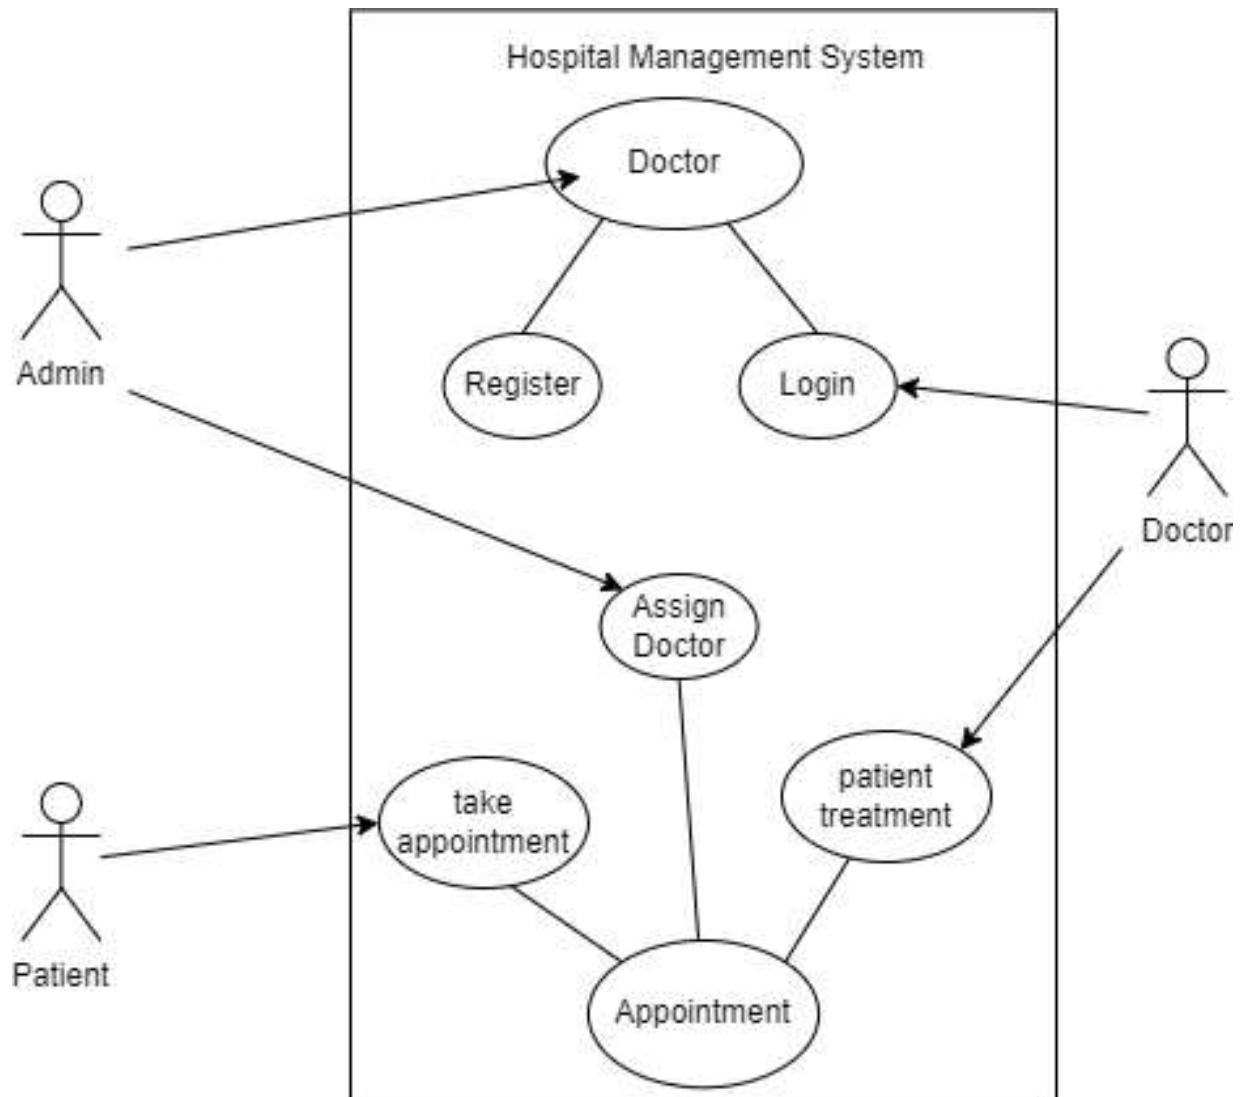 Hospital Management System
Doctor
Admin
Register
Login
Doctor
Assign
Doctor
take
appointment
patient
treatment
Patient
Appointment